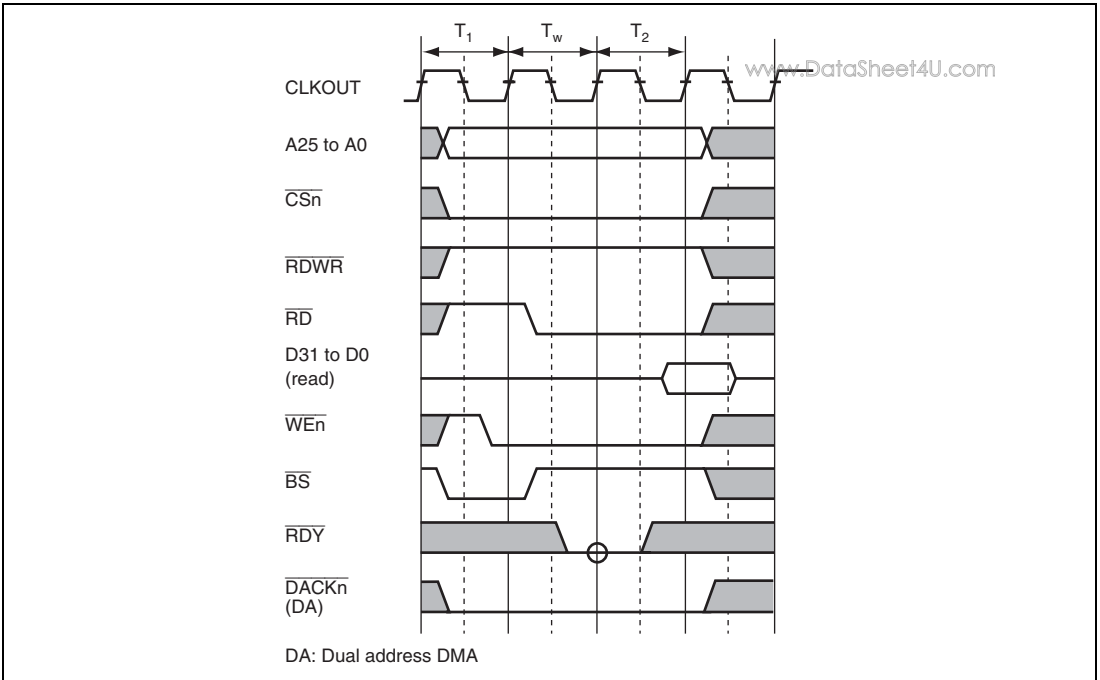 T1 Tw T2
www.DataSheet4U.com
CLKOUT
A25 to A0
CSn
RDWR
RD
D31 to D0
(read)
WEn
BS
RDY
DACKn
(DA)
DA: Dual address DMA